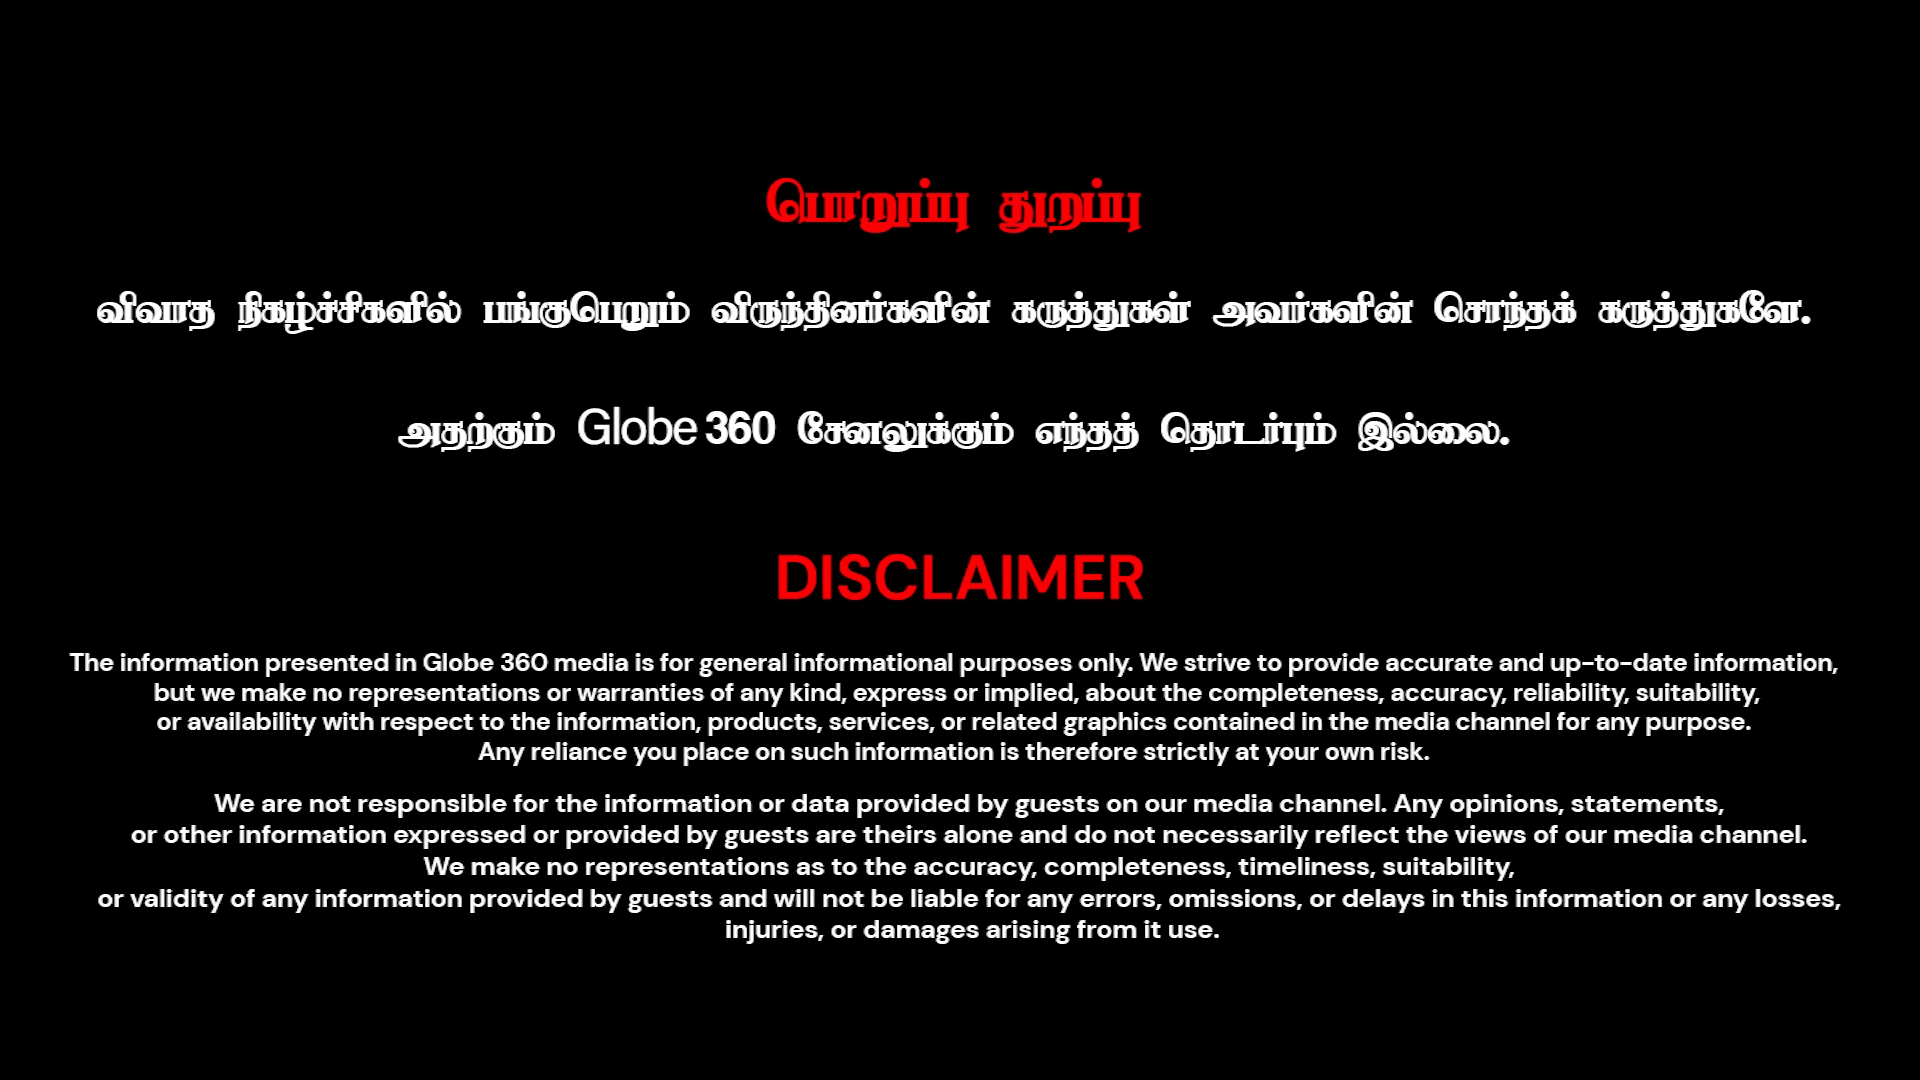 பொறுப்பு துறப்பு
விவாத நிகழ்ச்சிகளில் பங்குபெறும் விருந்தினர்களின் கருத்துகள் அவர்களின் சொந்தக் கருத்துகளே.
அதற்கும் Globe 360 சேனலுக்கும் எந்தத் தொடர்பும் இல்லை.
DISCLAIMER
The information presented in Globe 360 media is for general informational purposes only. We strive to provide accurate and up-to-date information,
but we make no representations or warranties of any kind, express or implied, about the completeness, accuracy, reliability, suitability,
or availability with respect to the information, products, services, or related graphics contained in the media channel for any purpose.
Any reliance you place on such information is therefore strictly at your own risk.
We are not responsible for the information or data provided by guests on our media channel. Any opinions, statements,
or other information expressed or provided by guests are theirs alone and do not necessarily reflect the views of our media channel.
We make no representations as to the accuracy, completeness, timeliness, suitability,
or validity of any information provided by guests and will not be liable for any errors, omissions, or delays in this information or any losses,
injuries, or damages arising from it use.